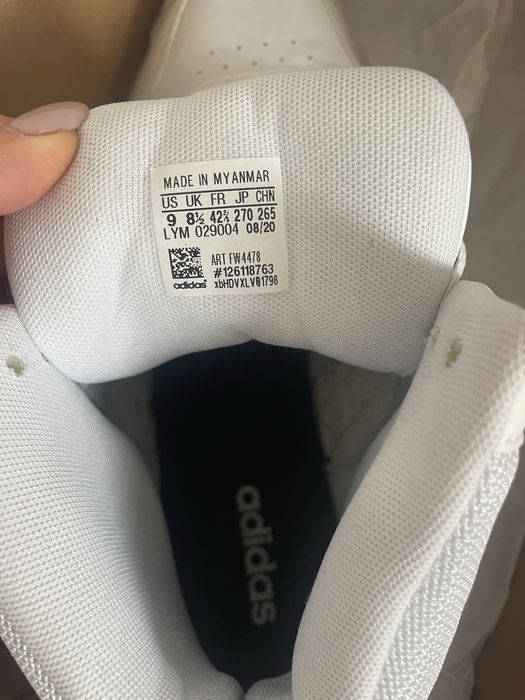 MADE IN MYANMAR
US UK FR JP CHN
9 8½ 42⅔ 270 265
LYM 029004 08/20
ART FW4478
#126118763
adidas xbHDVXLVQ1798
adidas